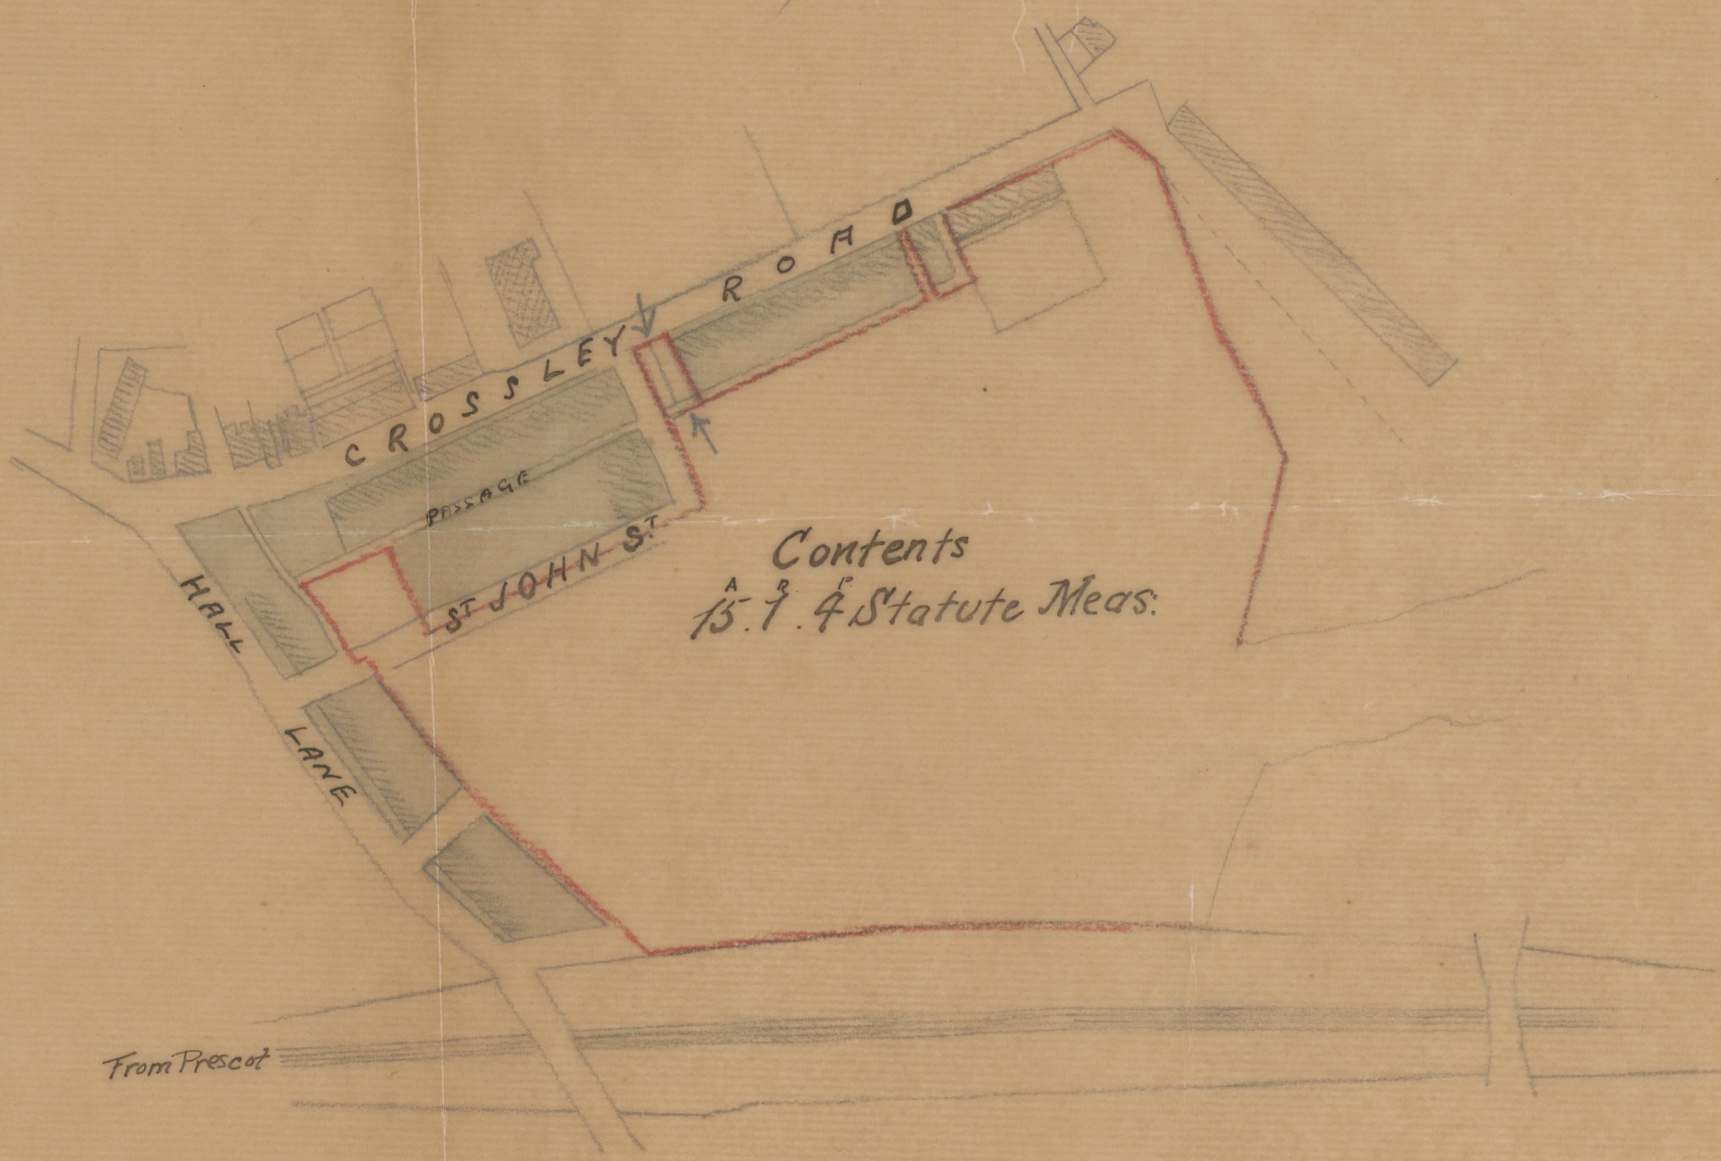 CROSSLEY ROAD
PASSAGE
ST JOHN ST
HALL LANE
Contents
A R P
15. 1. 4 Statute Meas:
From Prescot